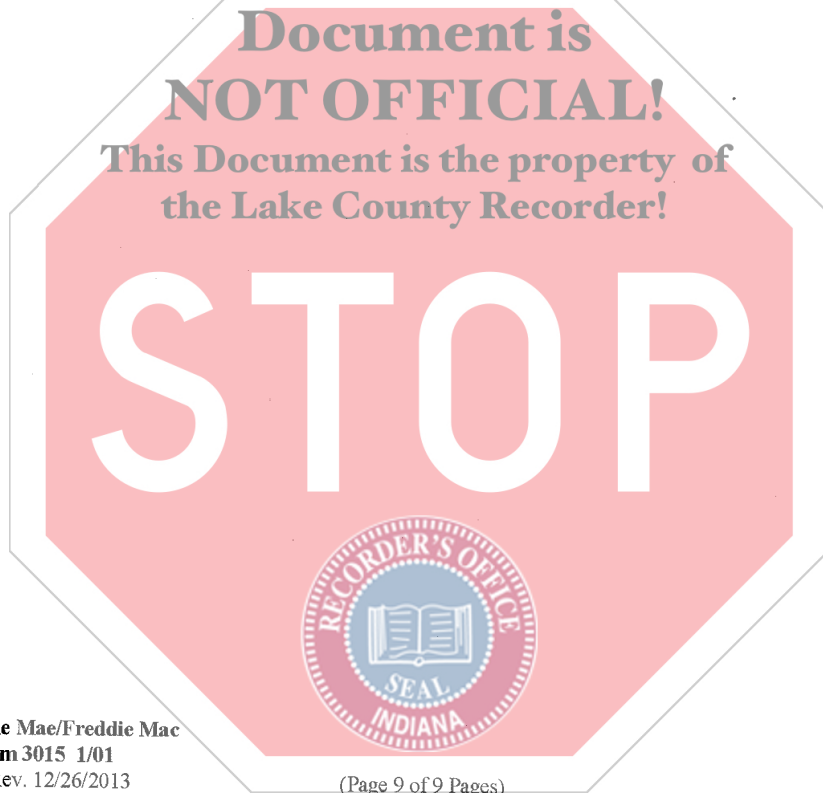 Document is
NOT OFFICIAL!
This Document is the property of
the Lake County Recorder!
STOP
RECORDER'S OFFICE
SEAL
INDIANA
e Mae/Freddie Mac
m 3015 1/01
ev. 12/26/2013
(Page 9 of 9 Pages)